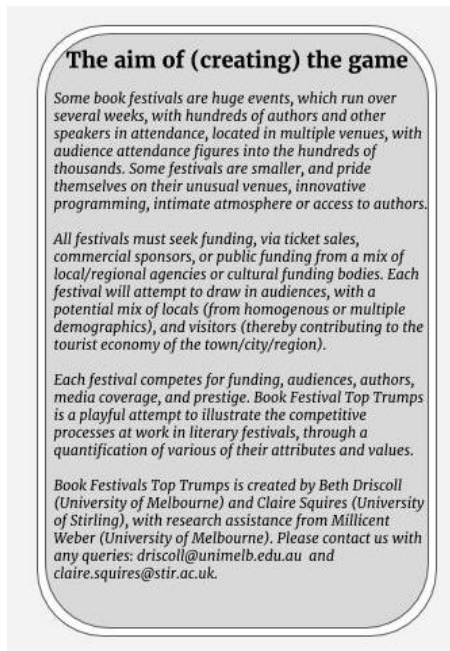 The aim of (creating) the game
Some book festivals are huge events, which run over
several weeks, with hundreds of authors and other
speakers in attendance, located in multiple venues, with
audience attendance figures into the hundreds of
thousands. Some festivals are smaller, and pride
themselves on their unusual venues, innovative
programming, intimate atmosphere or access to authors.
All festivals must seek funding, via ticket sales,
commercial sponsors, or public funding from a mix of
local/regional agencies or cultural funding bodies. Each
festival will attempt to draw in audiences, with a
potential mix of locals (from homogenous or multiple
demographics), and visitors (thereby contributing to the
tourist economy of the town/city/region).
Each festival competes for funding, audiences, authors,
media coverage, and prestige. Book Festival Top Trumps
is a playful attempt to illustrate the competitive
processes at work in literary festivals, through a
quantification of various of their attributes and values.
Book Festivals Top Trumps is created by Beth Driscoll
(University of Melbourne) and Claire Squires (University
of Stirling), with research assistance from Millicent
Weber (University of Melbourne). Please contact us with
any queries: driscoll@unimelb.edu.au and
claire.squires@stir.ac.uk.